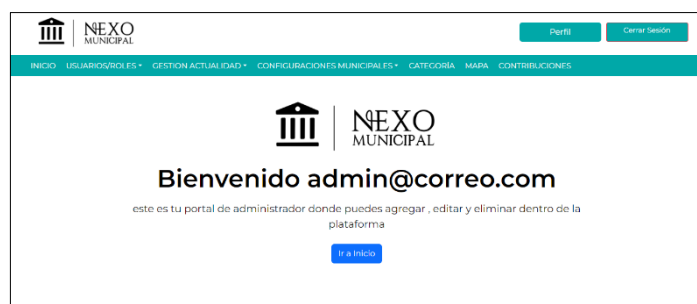 NEXO
MUNICIPAL
Perfil
Cerrar Sesión
INICIO USUARIOS/ROLES GESTION ACTUALIDAD CONFIGURACIONES MUNICIPALES CATEGORÍA MAPA CONTRIBUCIONES
NEXO
MUNICIPAL
Bienvenido admin@correo.com
este es tu portal de administrador donde puedes agregar , editar y eliminar dentro de la
plataforma
Ir a Inicio